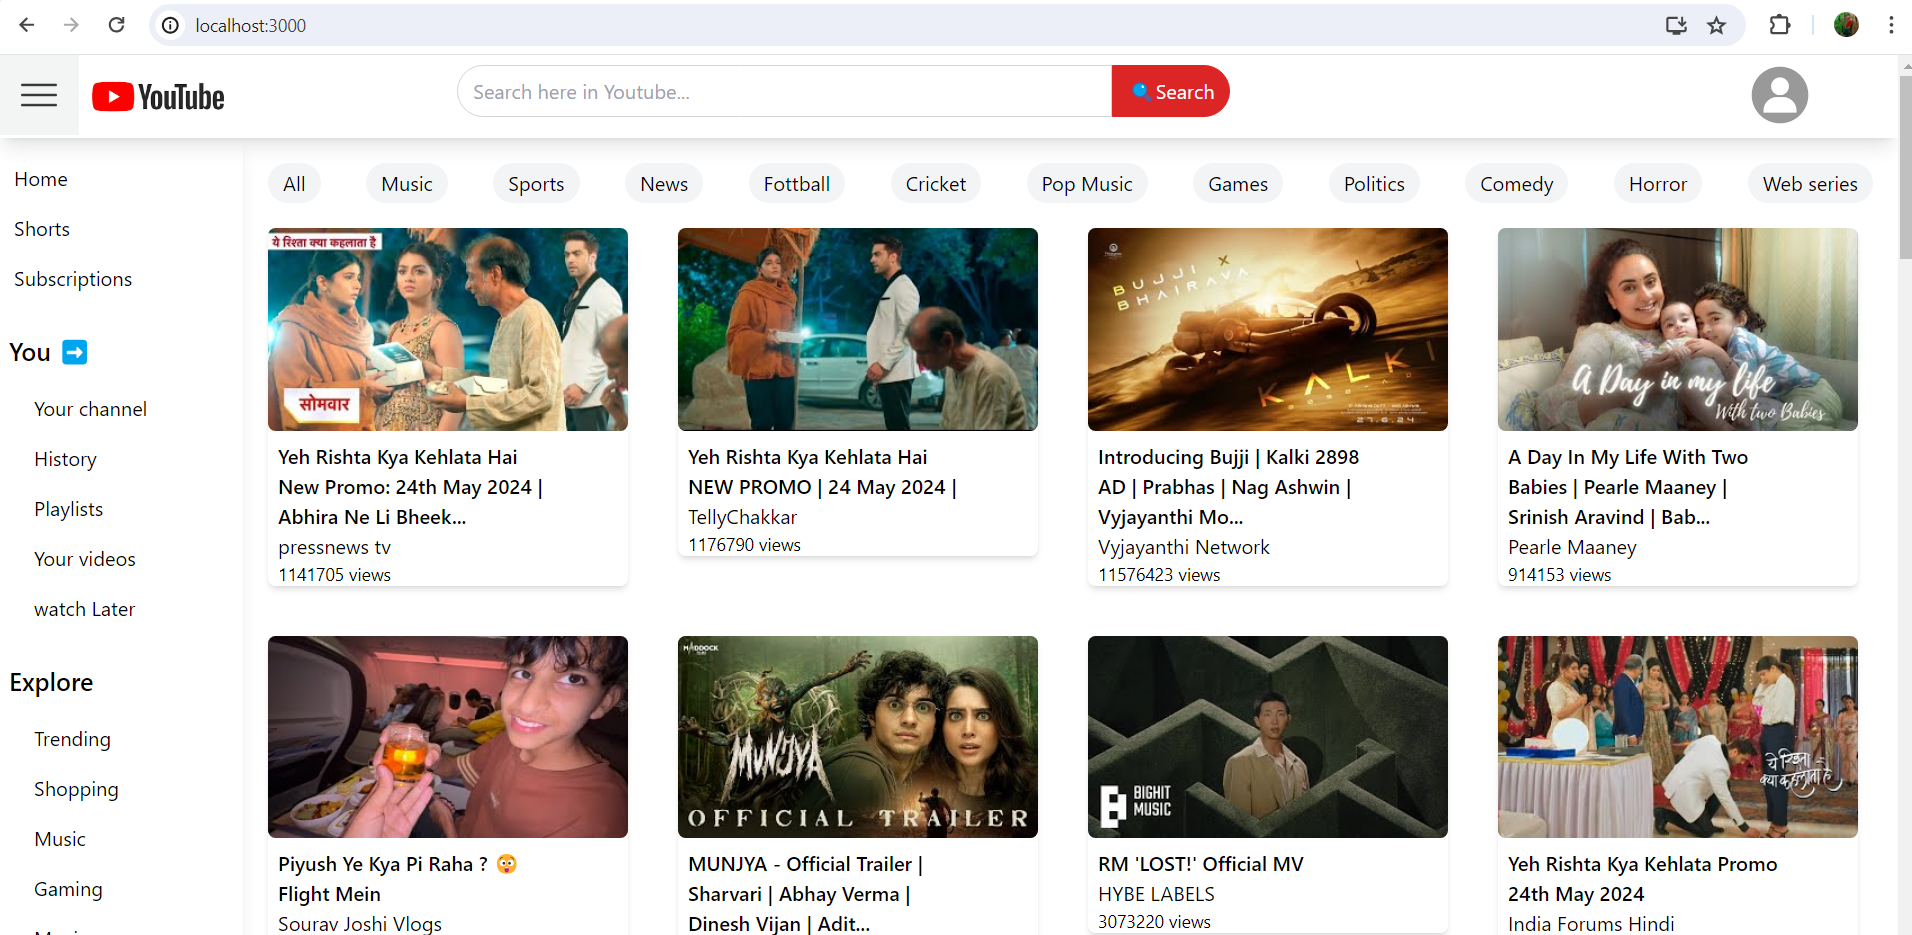 localhost:3000
YouTube
Search here in Youtube...
Search
Home
Shorts
Subscriptions
You
Your channel
History
Playlists
Your videos
watch Later
Explore
Trending
Shopping
Music
Gaming
All
Music
Sports
News
Fottball
Cricket
Pop Music
Games
Politics
Comedy
Horror
Web series
ये रिश्ता क्या कहलाता है
सोमवार
Yeh Rishta Kya Kehlata Hai
New Promo: 24th May 2024 |
Abhira Ne Li Bheek...
pressnews tv
1141705 views
Yeh Rishta Kya Kehlata Hai
NEW PROMO | 24 May 2024 |
TellyChakkar
1176790 views
BUJJI X
BHAIRAVA
KALKI
27.6.24
Introducing Bujji | Kalki 2898
AD | Prabhas | Nag Ashwin |
Vyjayanthi Mo...
Vyjayanthi Network
11576423 views
A Day in my life
With two Babies
A Day In My Life With Two
Babies | Pearle Maaney |
Srinish Aravind | Bab...
Pearle Maaney
914153 views
Piyush Ye Kya Pi Raha ? 😲
Flight Mein
Sourav Joshi Vlogs
MADDOCK
MUNJYA
OFFICIAL TRAILER
MUNJYA - Official Trailer |
Sharvari | Abhay Verma |
Dinesh Vijan | Adit...
BIGHIT
MUSIC
RM 'LOST!' Official MV
HYBE LABELS
3073220 views
ये रिश्ता
क्या कहलाता है
Yeh Rishta Kya Kehlata Promo
24th May 2024
India Forums Hindi